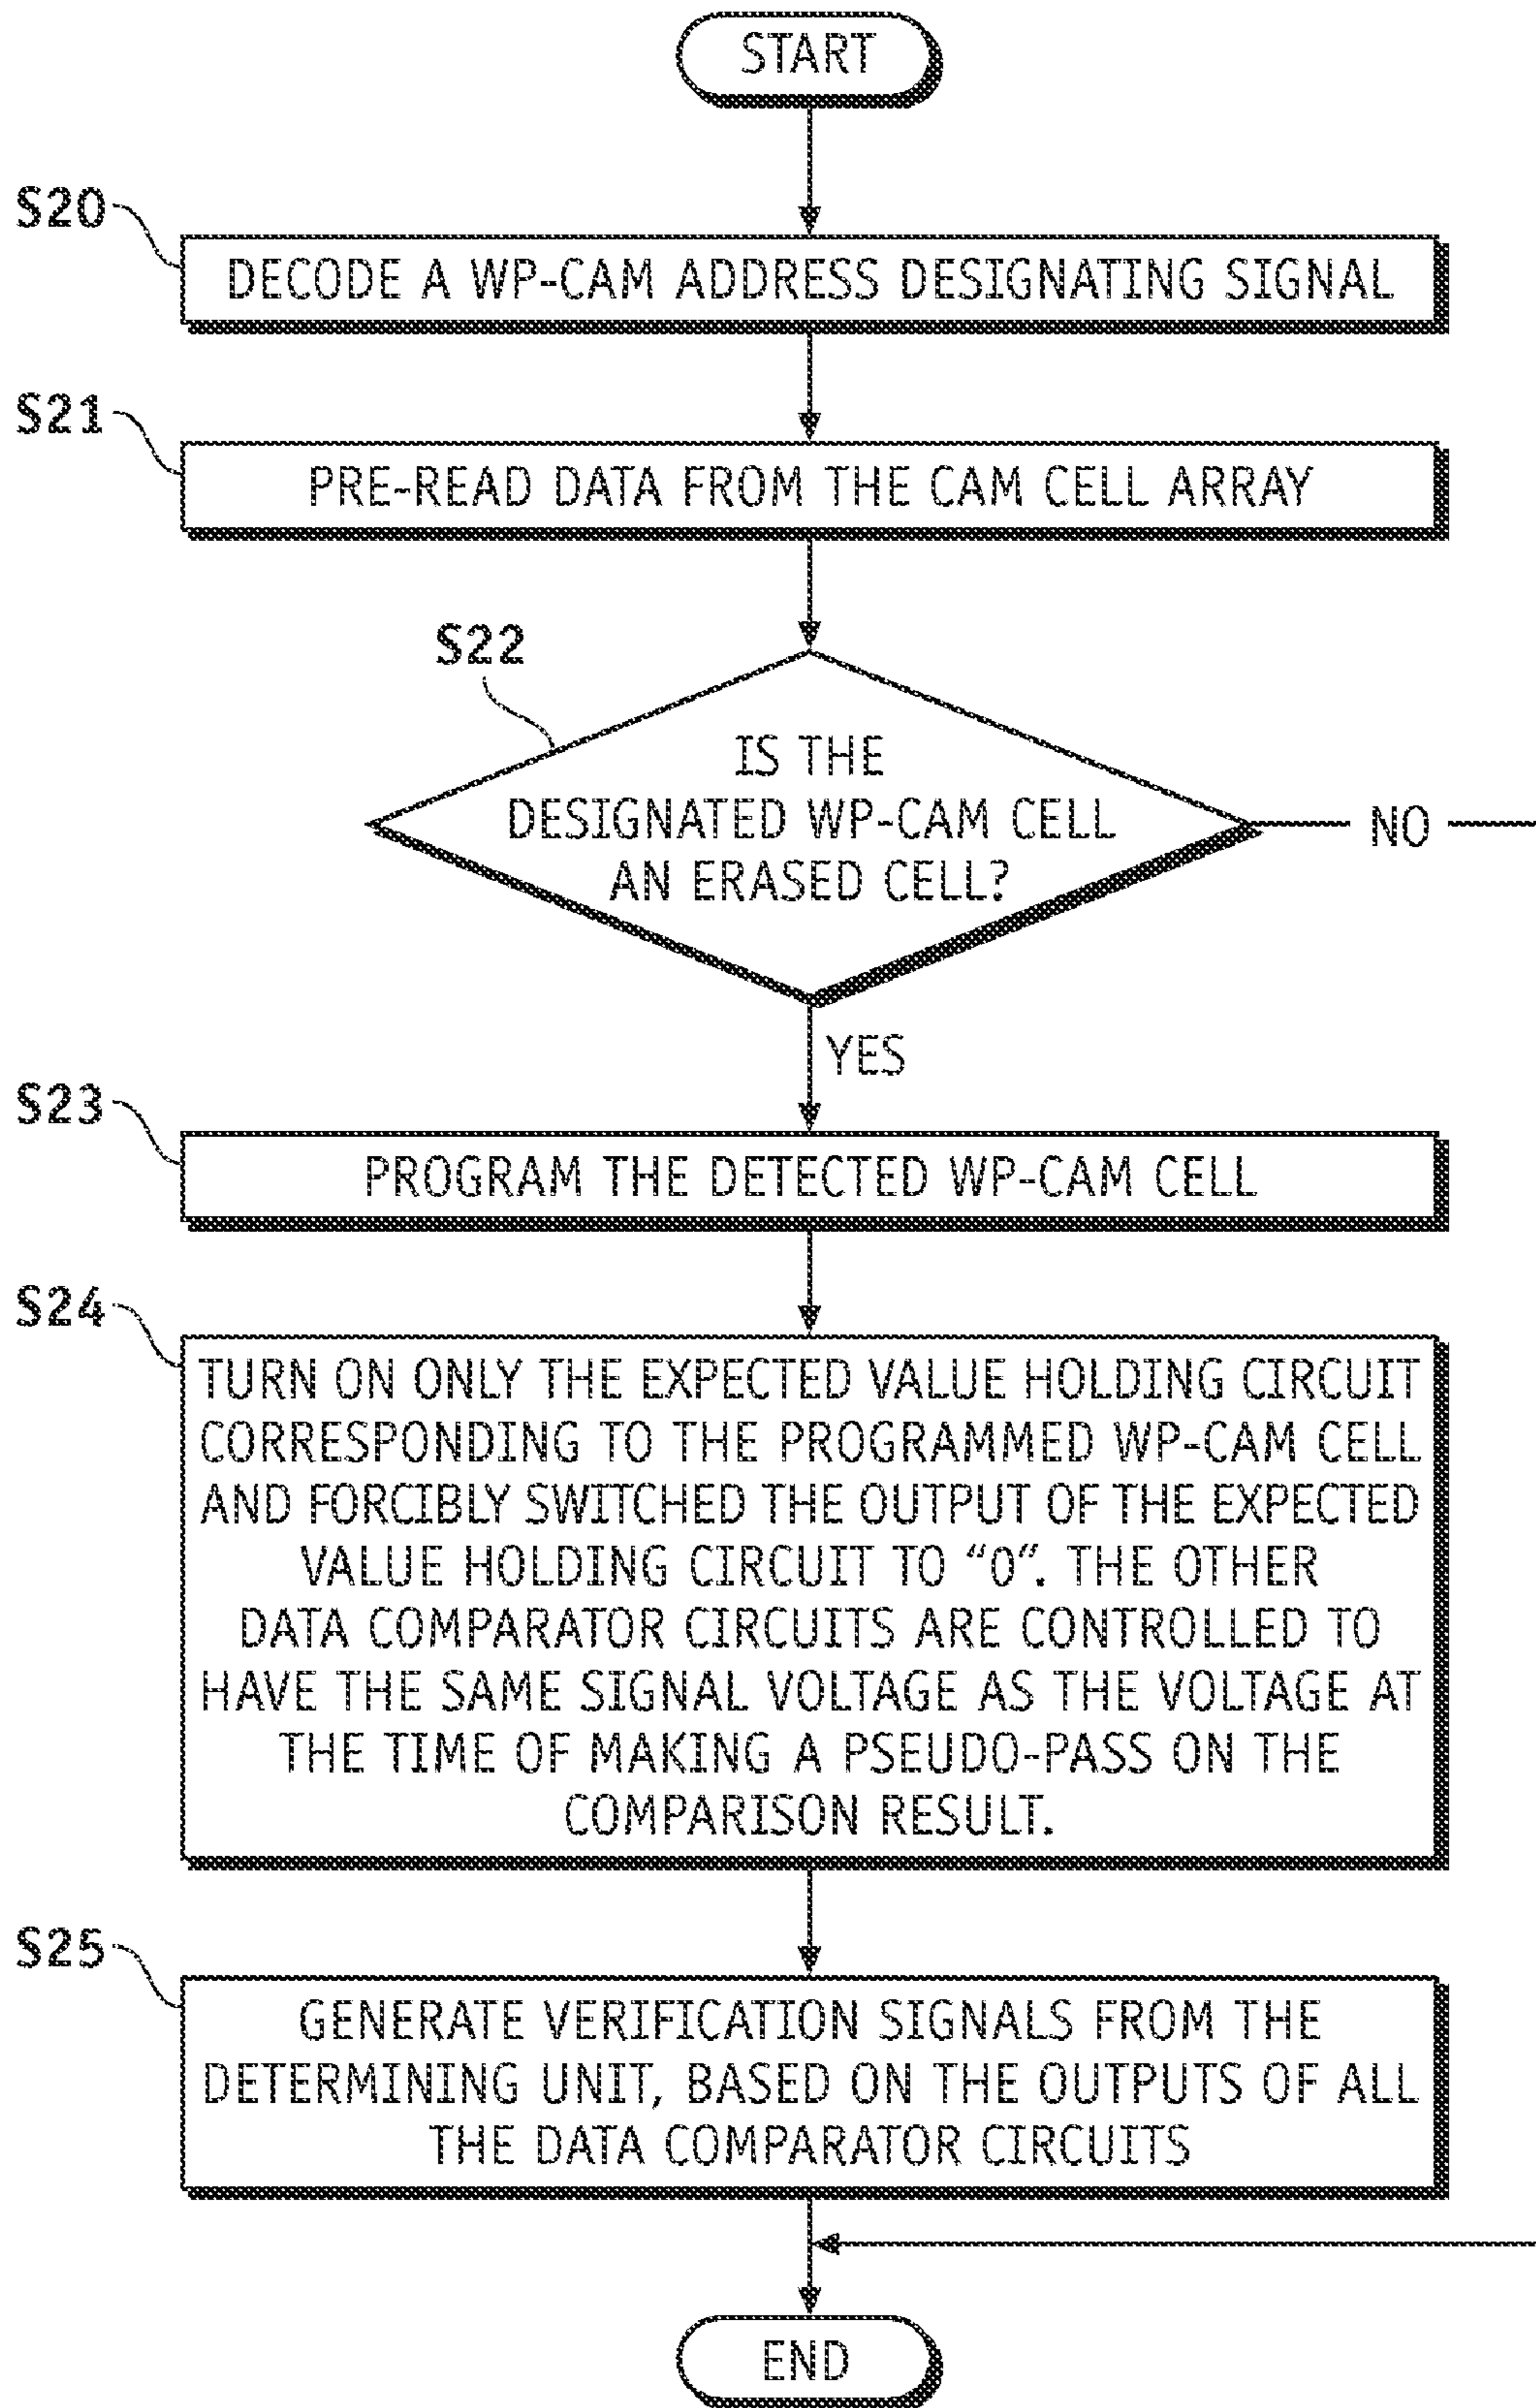 START
S20
DECODE A WP-CAM ADDRESS DESIGNATING SIGNAL
S21
PRE-READ DATA FROM THE CAM CELL ARRAY
S22
IS THE
DESIGNATED WP-CAM CELL
AN ERASED CELL?
NO
YES
S23
PROGRAM THE DETECTED WP-CAM CELL
S24
TURN ON ONLY THE EXPECTED VALUE HOLDING CIRCUIT
CORRESPONDING TO THE PROGRAMMED WP-CAM CELL
AND FORCIBLY SWITCHED THE OUTPUT OF THE EXPECTED
VALUE HOLDING CIRCUIT TO “0”. THE OTHER
DATA COMPARATOR CIRCUITS ARE CONTROLLED TO
HAVE THE SAME SIGNAL VOLTAGE AS THE VOLTAGE AT
THE TIME OF MAKING A PSEUDO-PASS ON THE
COMPARISON RESULT.
S25
GENERATE VERIFICATION SIGNALS FROM THE
DETERMINING UNIT, BASED ON THE OUTPUTS OF ALL
THE DATA COMPARATOR CIRCUITS
END